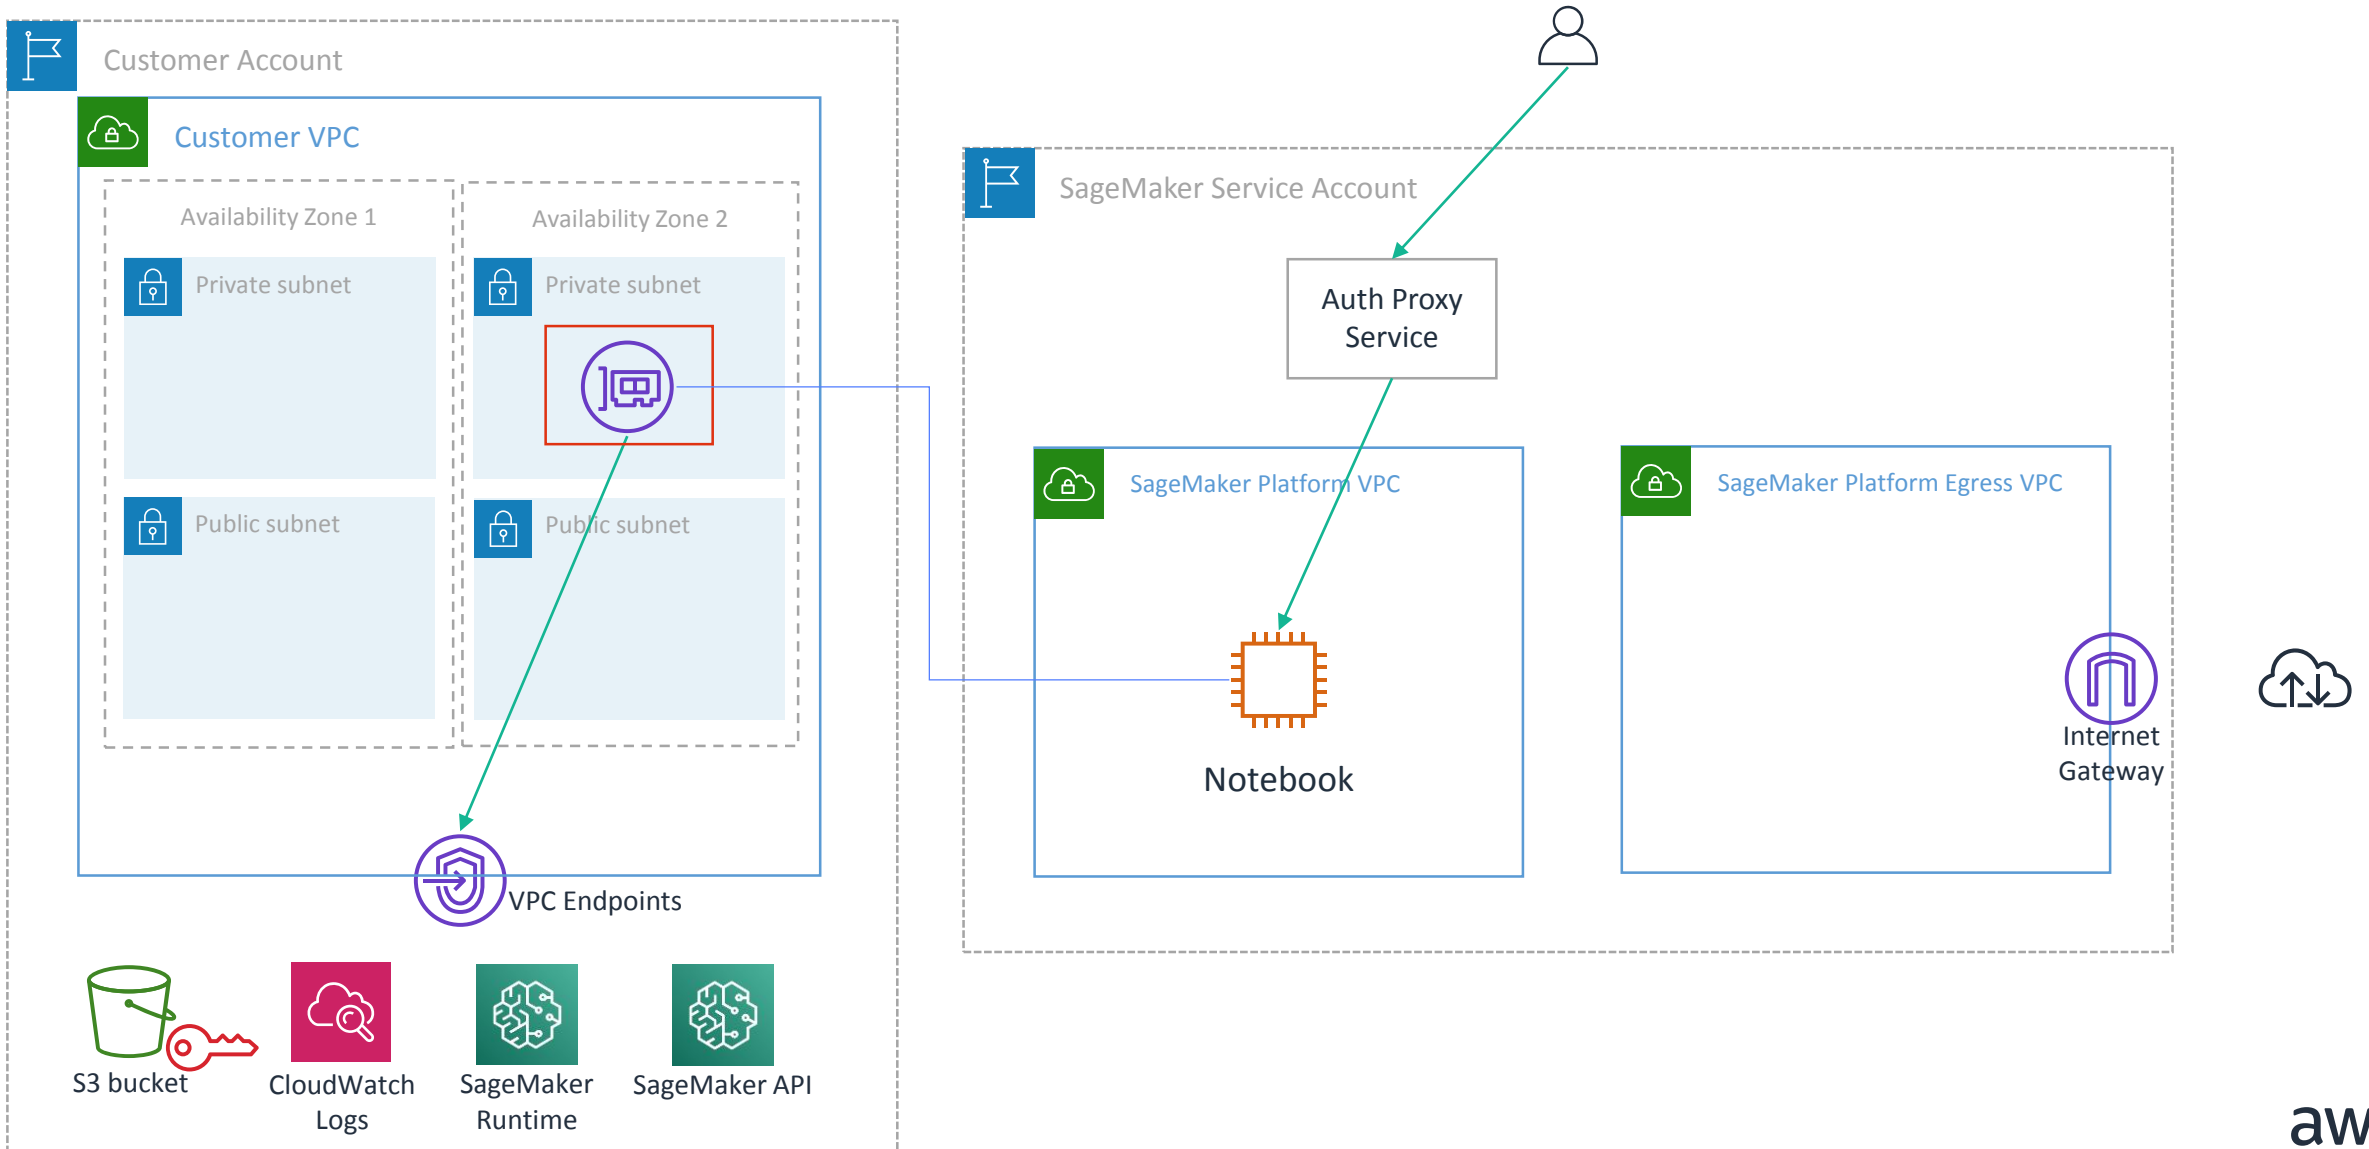 Customer Account
Customer VPC
Availability Zone 1
Availability Zone 2
Private subnet
Private subnet
Public subnet
Public subnet
VPC Endpoints
S3 bucket
CloudWatch
Logs
SageMaker
Runtime
SageMaker API
SageMaker Service Account
Auth Proxy
Service
SageMaker Platform VPC
Notebook
SageMaker Platform Egress VPC
Internet
Gateway
aw